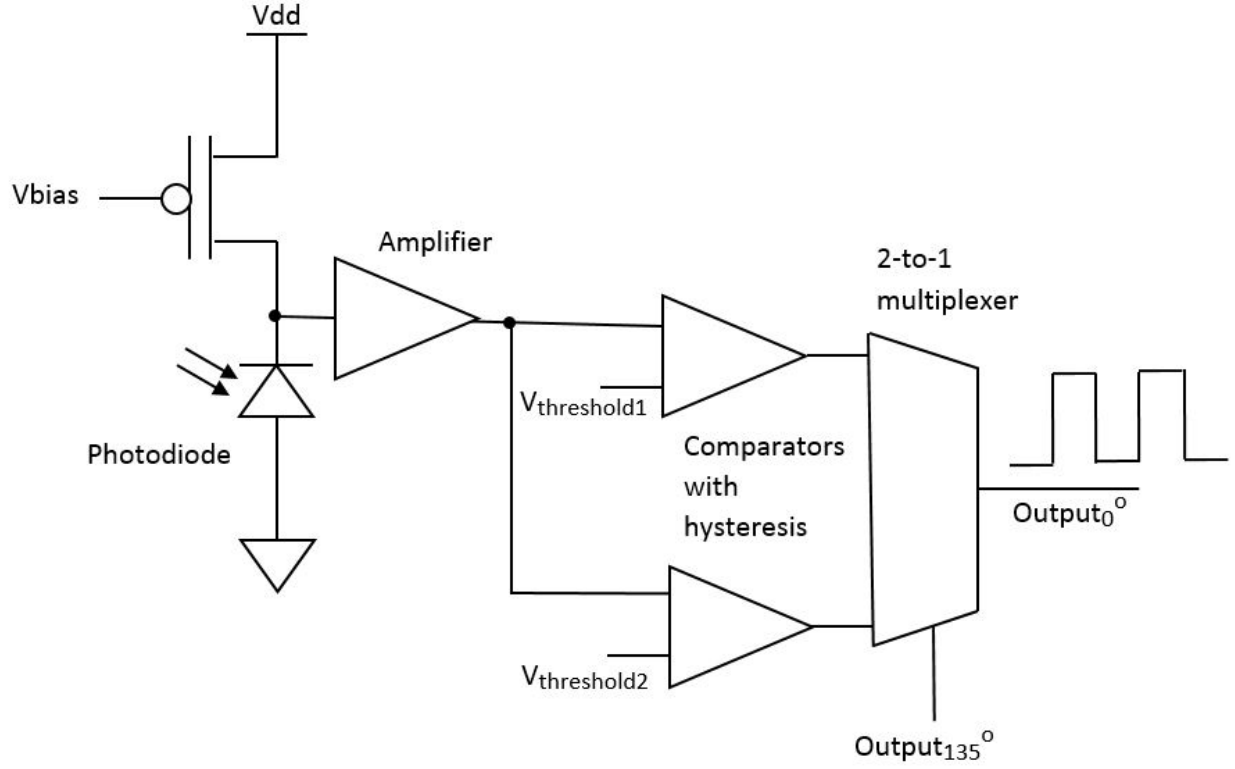 Vdd
Vbias
Amplifier
2-to-1
multiplexer
Vthreshold1
Photodiode
Comparators
with
hysteresis
Output0o
Vthreshold2
Output135o